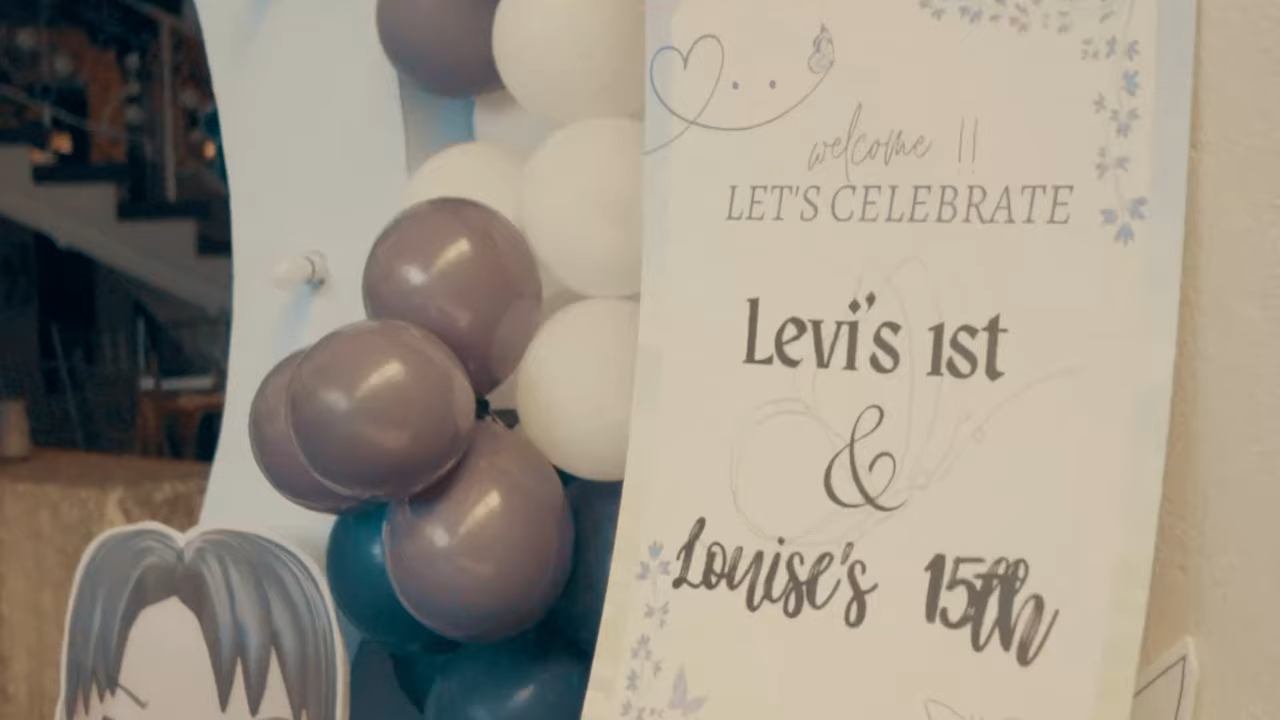 welcome !!
LET'S CELEBRATE
Levi's 1st
&
Louise's 15th